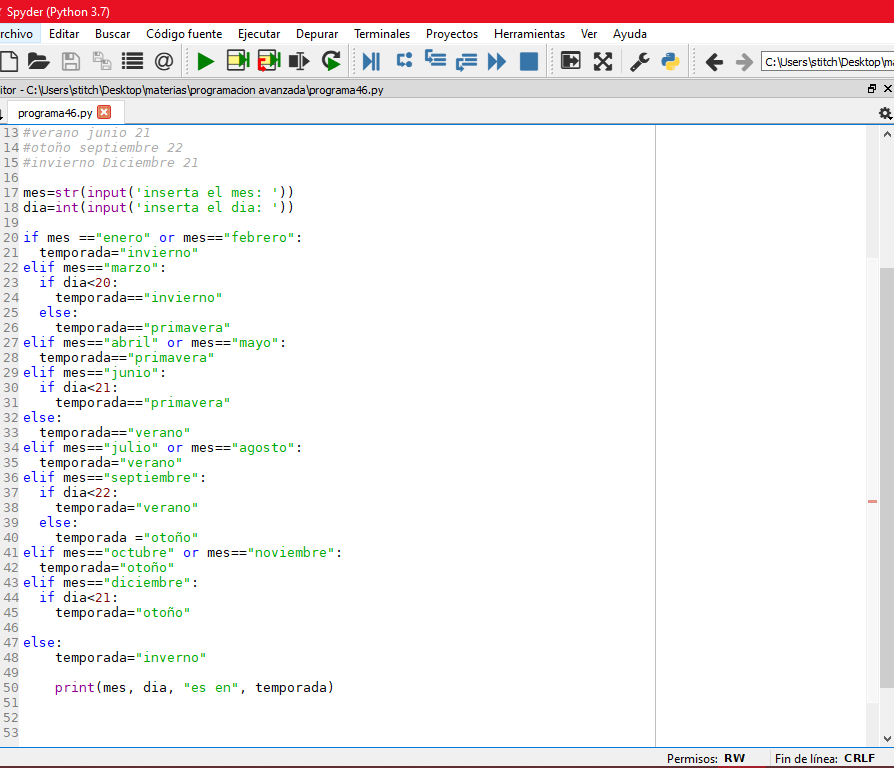 Spyder (Python 3.7)
rchivo Editar Buscar Código fuente Ejecutar Depurar Terminales Proyectos Herramientas Ver Ayuda
C:\Users\stitch\Desktop\ma
itor - C:\Users\stitch\Desktop\materias\programacion avanzada\programa46.py
programa46.py
13 #verano junio 21
14 #otoño septiembre 22
15 #invierno Diciembre 21
16
17 mes=str(input('inserta el mes: '))
18 dia=int(input('inserta el dia: '))
19
20 if mes =="enero" or mes=="febrero":
21   temporada="invierno"
22 elif mes=="marzo":
23   if dia<20:
24     temporada=="invierno"
25   else:
26     temporada=="primavera"
27 elif mes=="abril" or mes=="mayo":
28   temporada=="primavera"
29 elif mes=="junio":
30   if dia<21:
31     temporada=="primavera"
32 else:
33   temporada=="verano"
34 elif mes=="julio" or mes=="agosto":
35   temporada="verano"
36 elif mes=="septiembre":
37   if dia<22:
38     temporada="verano"
39   else:
40     temporada ="otoño"
41 elif mes=="octubre" or mes=="noviembre":
42   temporada="otoño"
43 elif mes=="diciembre":
44   if dia<21:
45     temporada="otoño"
46
47 else:
48     temporada="inverno"
49
50     print(mes, dia, "es en", temporada)
51
52
53
Permisos: RW Fin de línea: CRLF